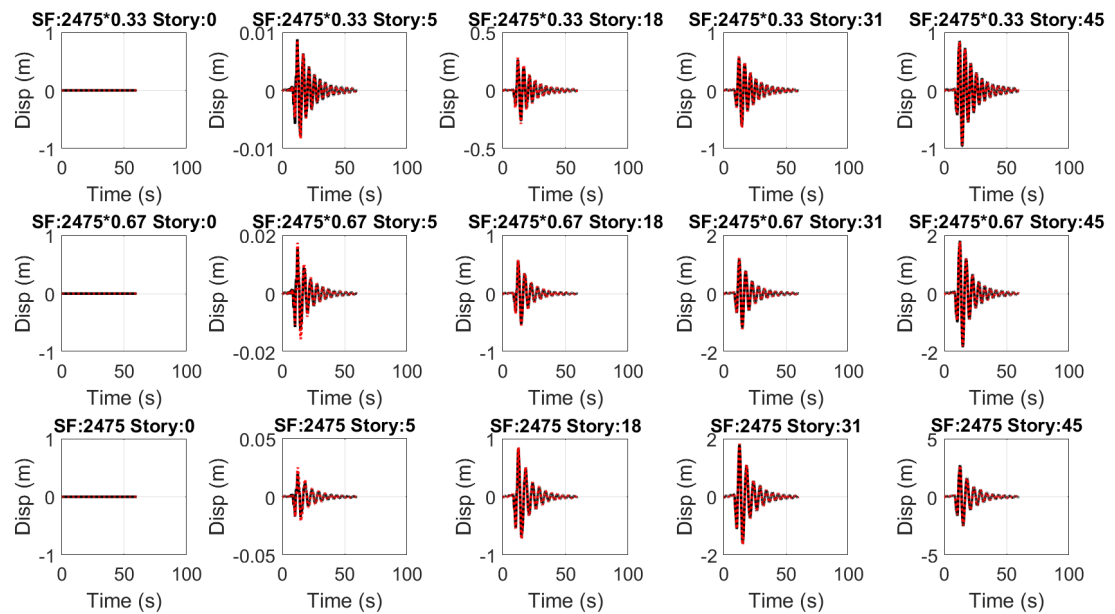 SF:2475*0.33 Story:0 SF:2475*0.33 Story:5 SF:2475*0.33 Story:18 SF:2475*0.33 Story:31 SF:2475*0.33 Story:45
1 0.01 0.5 1 1
Disp (m) Disp (m) Disp (m) Disp (m) Disp (m)
0 0 0 0 0
-1 -0.01 -0.5 -1 -1
0 50 100 0 50 100 0 50 100 0 50 100 0 50 100
Time (s) Time (s) Time (s) Time (s) Time (s)
SF:2475*0.67 Story:0 SF:2475*0.67 Story:5 SF:2475*0.67 Story:18 SF:2475*0.67 Story:31 SF:2475*0.67 Story:45
1 0.02 1 2 2
Disp (m) Disp (m) Disp (m) Disp (m) Disp (m)
0 0 0 0 0
-1 -0.02 -1 -2 -2
0 50 100 0 50 100 0 50 100 0 50 100 0 50 100
Time (s) Time (s) Time (s) Time (s) Time (s)
SF:2475 Story:0 SF:2475 Story:5 SF:2475 Story:18 SF:2475 Story:31 SF:2475 Story:45
1 0.05 1 2 5
Disp (m) Disp (m) Disp (m) Disp (m) Disp (m)
0 0 0 0 0
-1 -0.05 -1 -2 -5
0 50 100 0 50 100 0 50 100 0 50 100 0 50 100
Time (s) Time (s) Time (s) Time (s) Time (s)